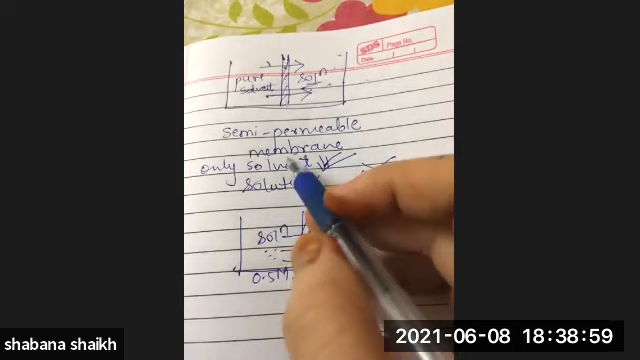 SDS Page No.
Date / /
pure soln
solvent
semi-permeable
membrane
only solvent
soluti
soln
0.5M
shabana shaikh
2021-06-08 18:38:59